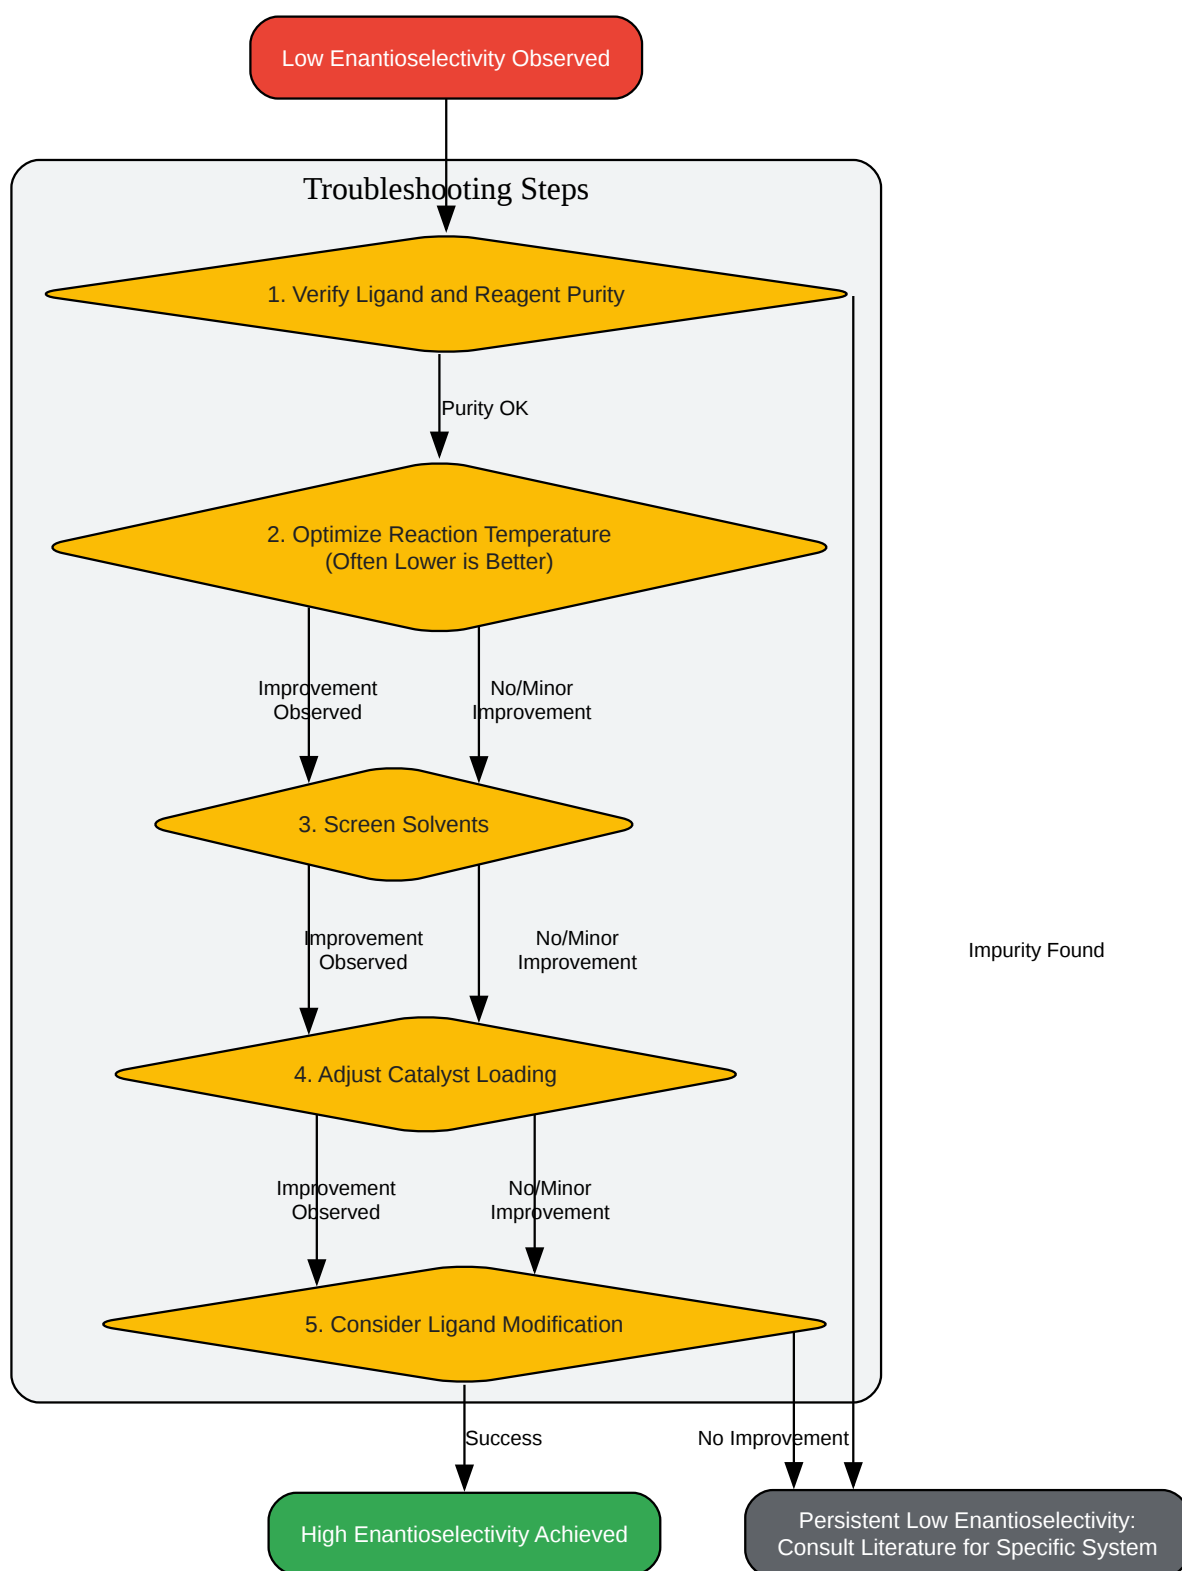 Low Enantioselectivity Observed
Troubleshooting Steps
1. Verify Ligand and Reagent Purity
Purity OK
2. Optimize Reaction Temperature
(Often Lower is Better)
Improvement
Observed
No/Minor
Improvement
3. Screen Solvents
Improvement
Observed
No/Minor
Improvement
Impurity Found
4. Adjust Catalyst Loading
Improvement
Observed
No/Minor
Improvement
5. Consider Ligand Modification
Success
No Improvement
High Enantioselectivity Achieved
Persistent Low Enantioselectivity:
Consult Literature for Specific System